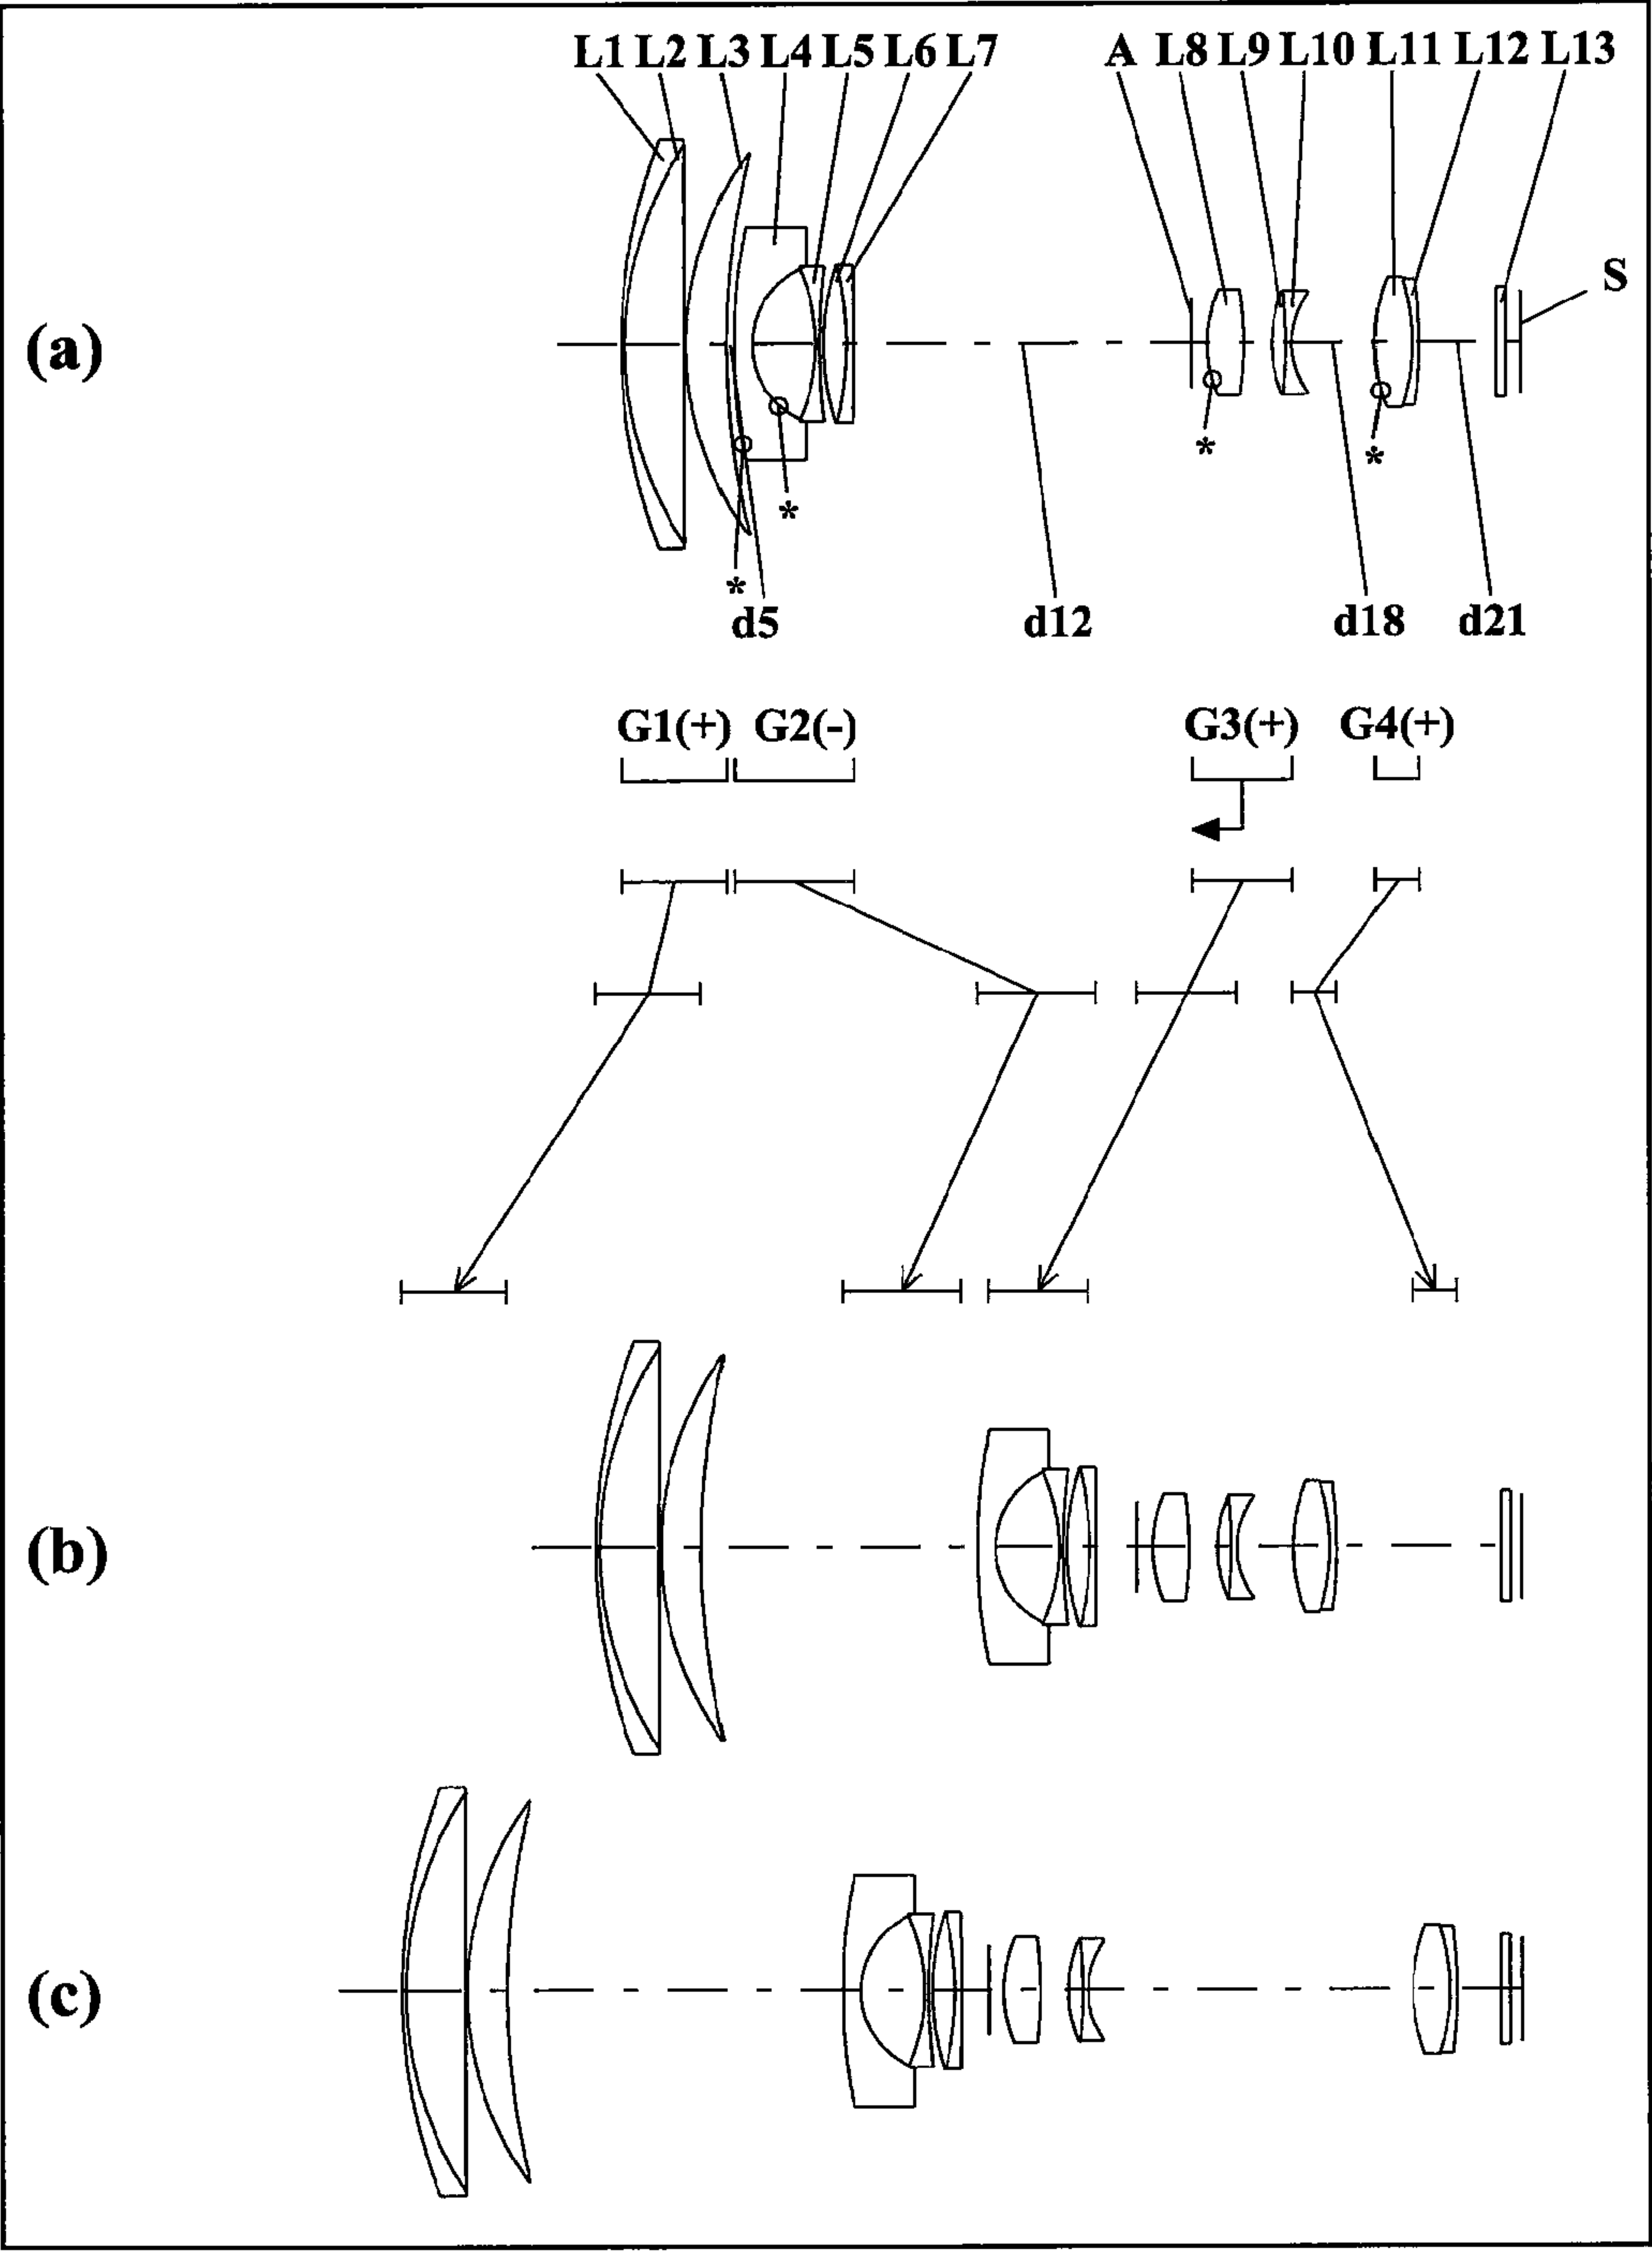 L1 L2 L3 L4 L5 L6 L7 A L8 L9 L10 L11 L12 L13
S
(a)
* *
*
*
d5 d12 d18 d21
G1(+) G2(-) G3(+) G4(+)
(b)
(c)